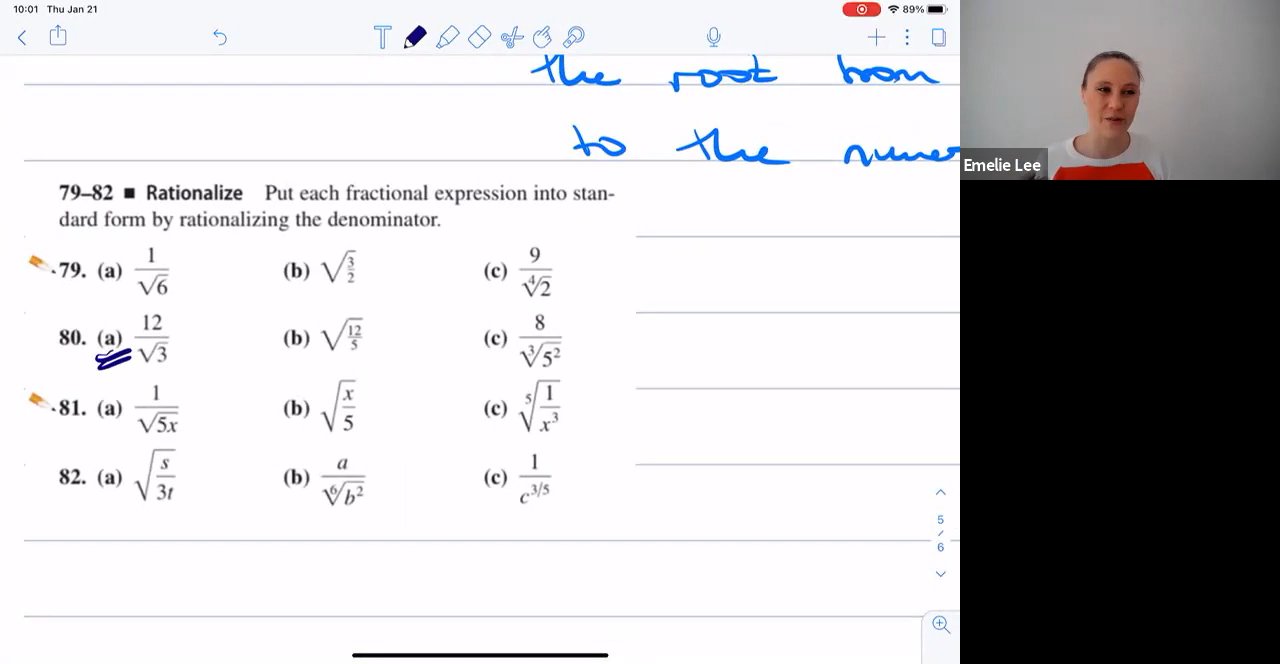 10:01 Thu Jan 21
89%
the root from
to the numer
Emelie Lee
79–82 ■ Rationalize Put each fractional expression into stan-
dard form by rationalizing the denominator.
79. (a) 1/√6 (b) √(3/2) (c) 9/∜2
80. (a) 12/√3 (b) √(12/5) (c) 8/∛5²
81. (a) 1/√5x (b) √(x/5) (c) ⁵√(1/x³)
82. (a) √(s/3t) (b) a/⁶√b² (c) 1/c^3/5
5
/
6